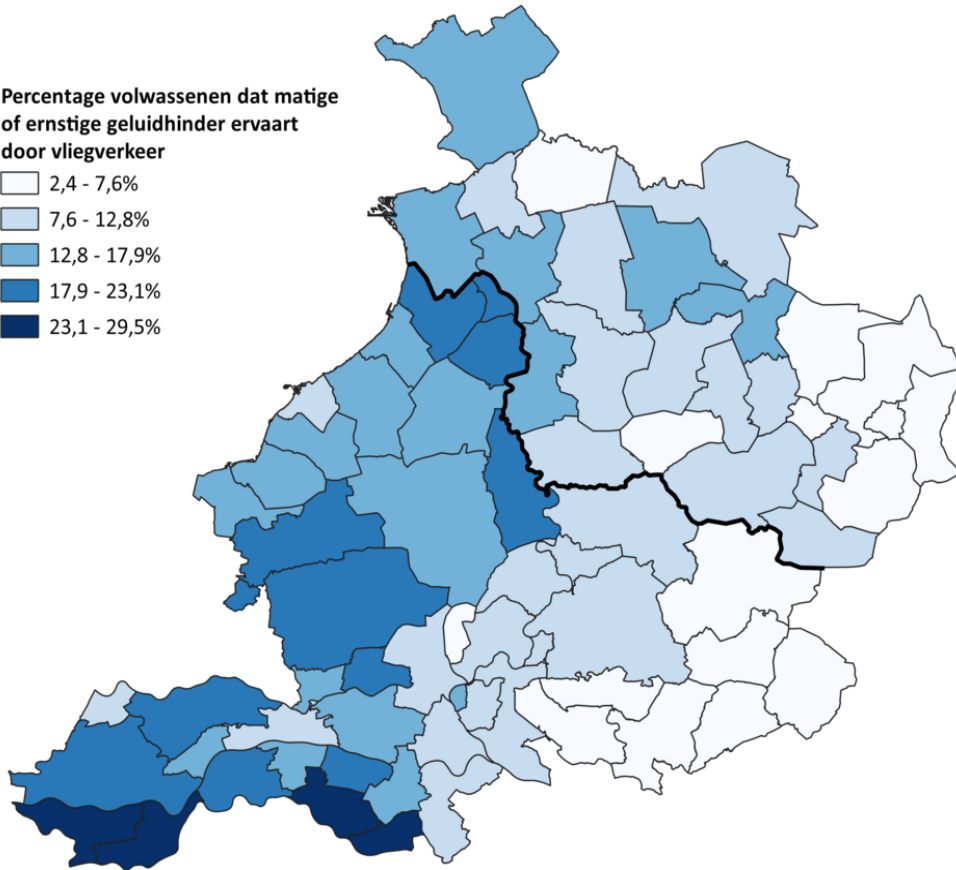 Percentage volwassenen dat matige
of ernstige geluidhinder ervaart
door vliegverkeer
2,4 - 7,6%
7,6 - 12,8%
12,8 - 17,9%
17,9 - 23,1%
23,1 - 29,5%